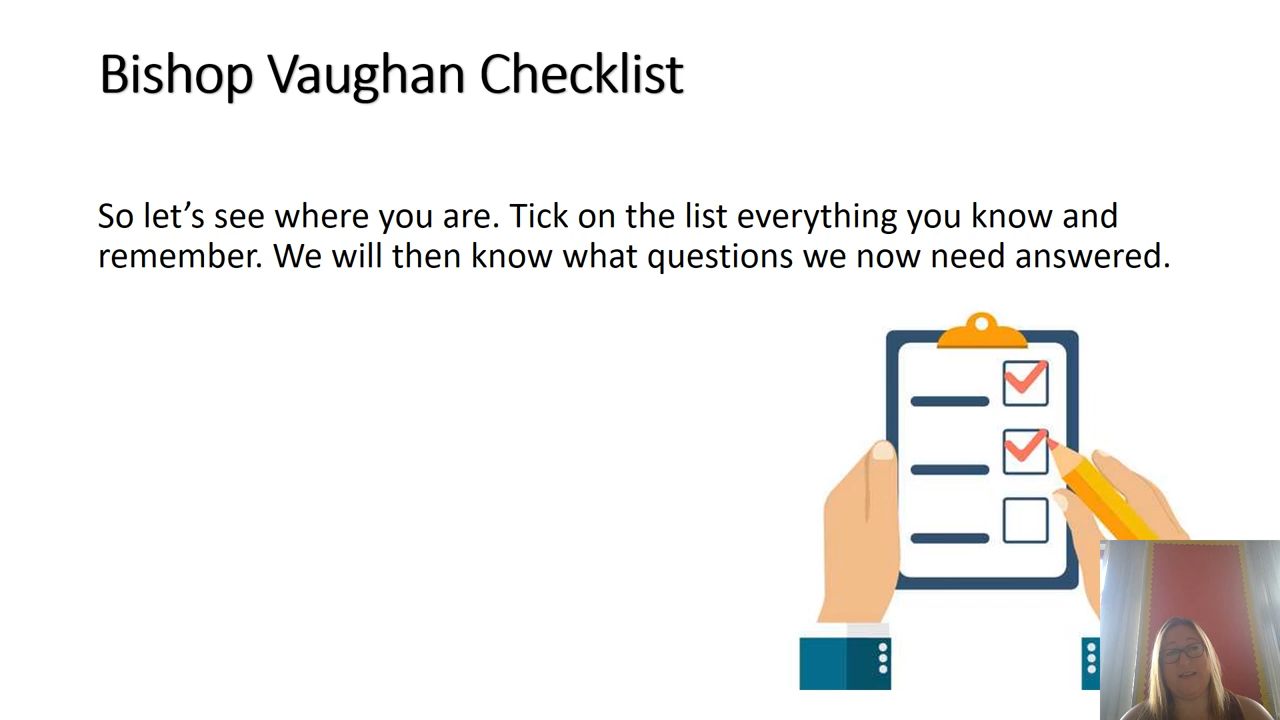 Bishop Vaughan Checklist
So let’s see where you are. Tick on the list everything you know and
remember. We will then know what questions we now need answered.